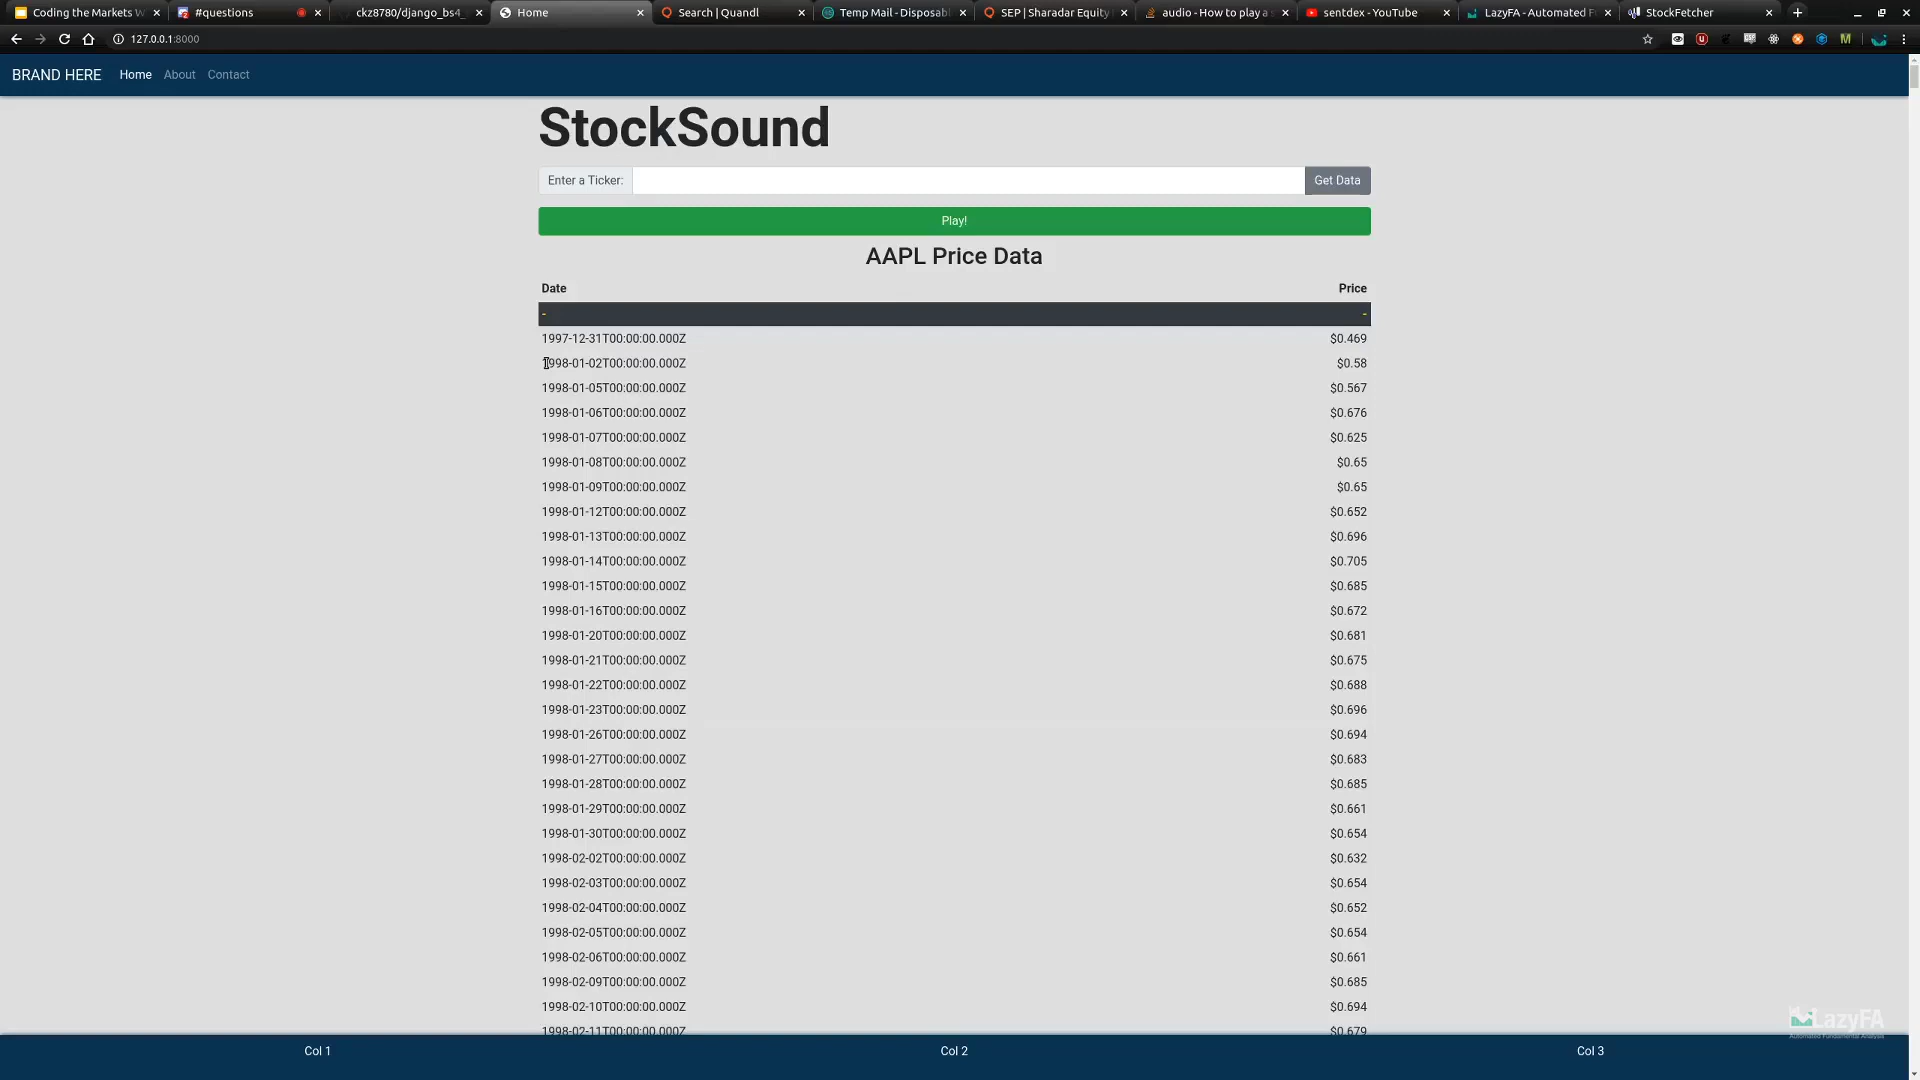 Coding the Markets W
#questions
ckz8780/django_bs4_
Home
Search | Quandl
Temp Mail - Disposab
SEP | Sharadar Equity
audio - How to play a s
sentdex - YouTube
LazyFA - Automated F
StockFetcher
127.0.0.1:8000
BRAND HERE Home About Contact
StockSound
Enter a Ticker: Get Data
Play!
AAPL Price Data
Date Price
- -
1997-12-31T00:00:00.000Z $0.469
1998-01-02T00:00:00.000Z $0.58
1998-01-05T00:00:00.000Z $0.567
1998-01-06T00:00:00.000Z $0.676
1998-01-07T00:00:00.000Z $0.625
1998-01-08T00:00:00.000Z $0.65
1998-01-09T00:00:00.000Z $0.65
1998-01-12T00:00:00.000Z $0.652
1998-01-13T00:00:00.000Z $0.696
1998-01-14T00:00:00.000Z $0.705
1998-01-15T00:00:00.000Z $0.685
1998-01-16T00:00:00.000Z $0.672
1998-01-20T00:00:00.000Z $0.681
1998-01-21T00:00:00.000Z $0.675
1998-01-22T00:00:00.000Z $0.688
1998-01-23T00:00:00.000Z $0.696
1998-01-26T00:00:00.000Z $0.694
1998-01-27T00:00:00.000Z $0.683
1998-01-28T00:00:00.000Z $0.685
1998-01-29T00:00:00.000Z $0.661
1998-01-30T00:00:00.000Z $0.654
1998-02-02T00:00:00.000Z $0.632
1998-02-03T00:00:00.000Z $0.654
1998-02-04T00:00:00.000Z $0.652
1998-02-05T00:00:00.000Z $0.654
1998-02-06T00:00:00.000Z $0.661
1998-02-09T00:00:00.000Z $0.685
1998-02-10T00:00:00.000Z $0.694
1998-02-11T00:00:00.000Z $0.679
LazyFA
Automated Fundamental Analysis
Col 1 Col 2 Col 3